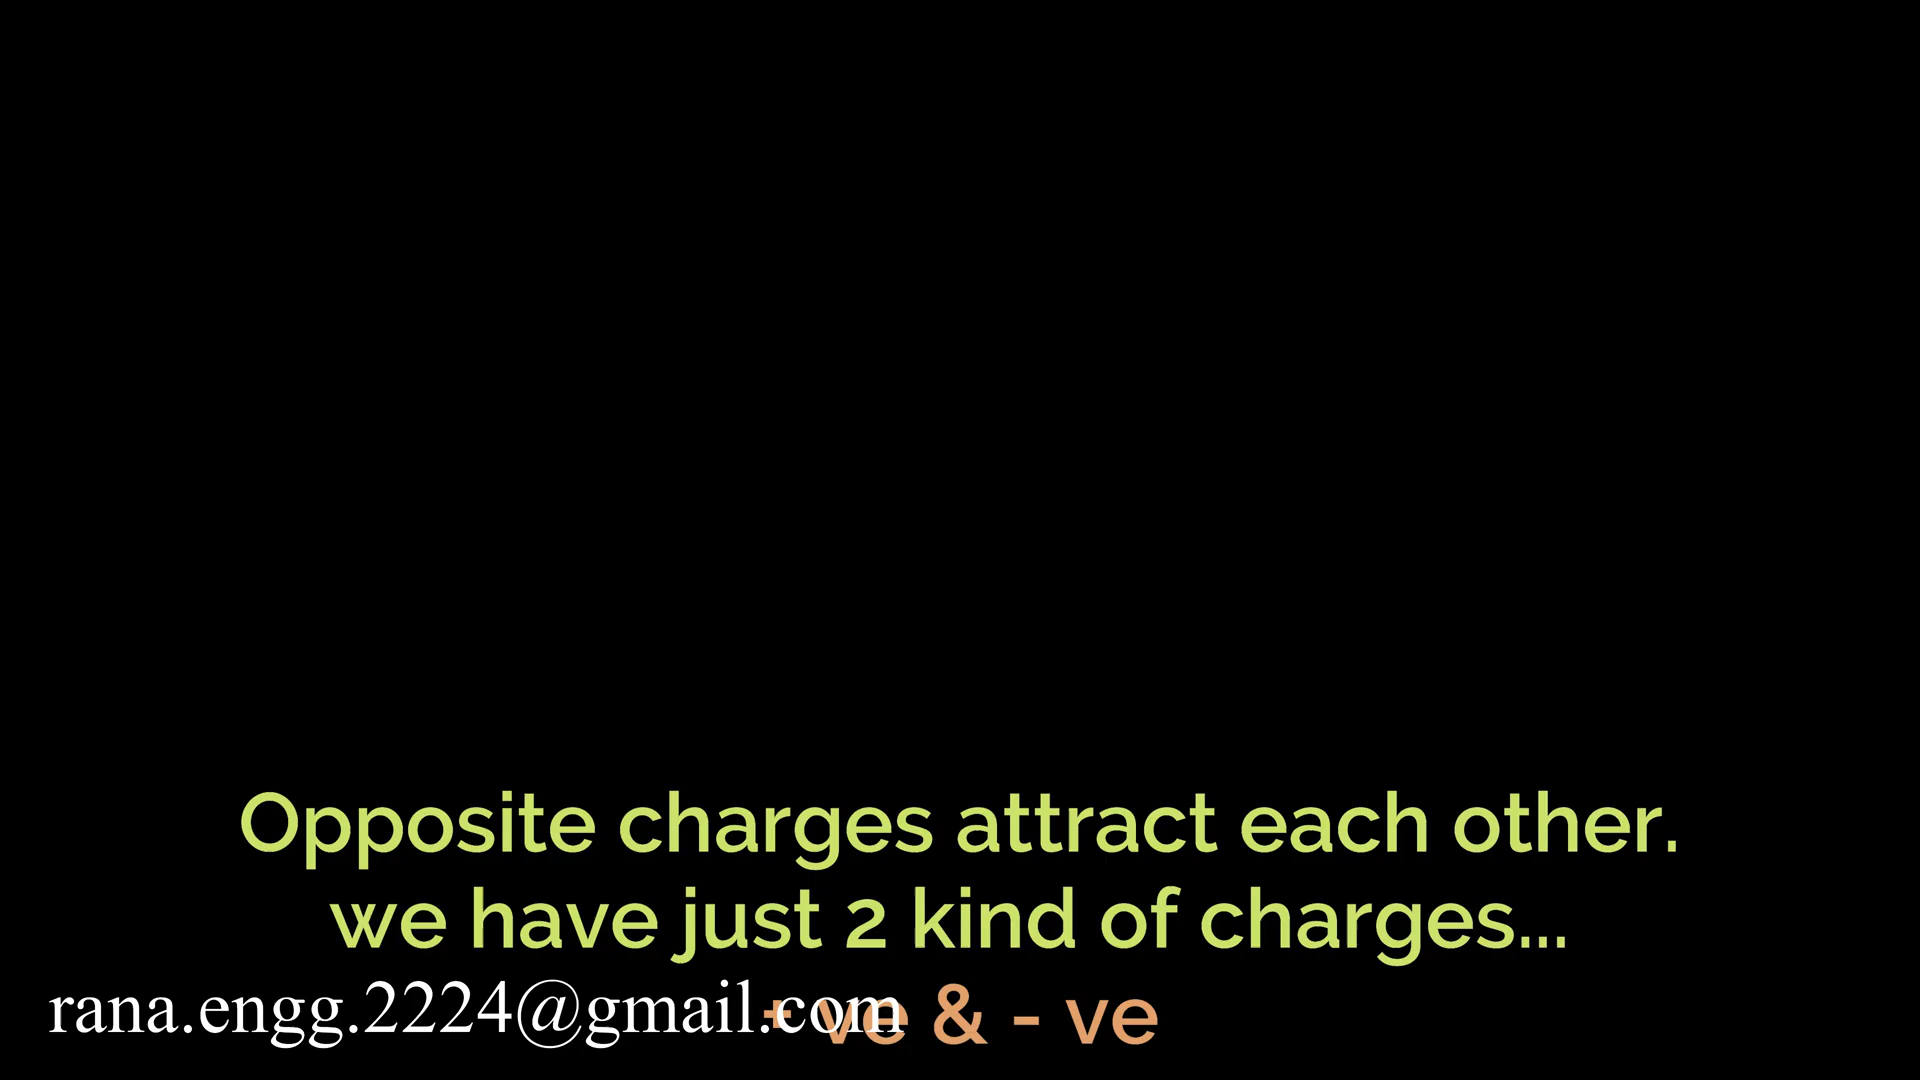 Opposite charges attract each other.
we have just 2 kind of charges...
+ ve & - ve
rana.engg.2224@gmail.com